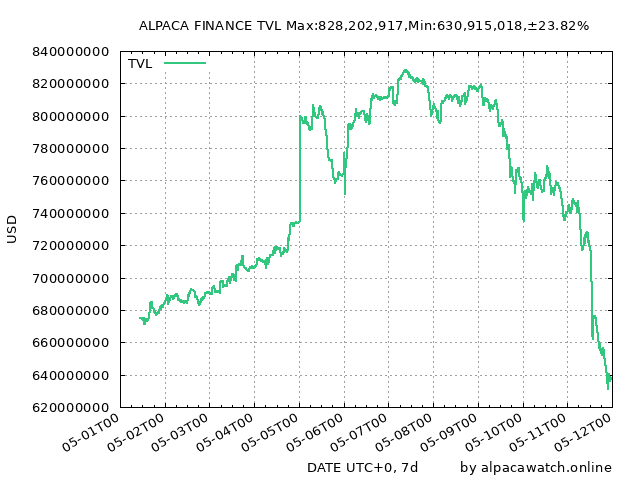 ALPACA FINANCE TVL Max:828,202,917,Min:630,915,018,±23.82%
TVL
840000000
820000000
800000000
780000000
760000000
740000000
720000000
700000000
680000000
660000000
640000000
620000000
USD
05-01T00
05-02T00
05-03T00
05-04T00
05-05T00
05-06T00
05-07T00
05-08T00
05-09T00
05-10T00
05-11T00
05-12T00
DATE UTC+0, 7d
by alpacawatch.online